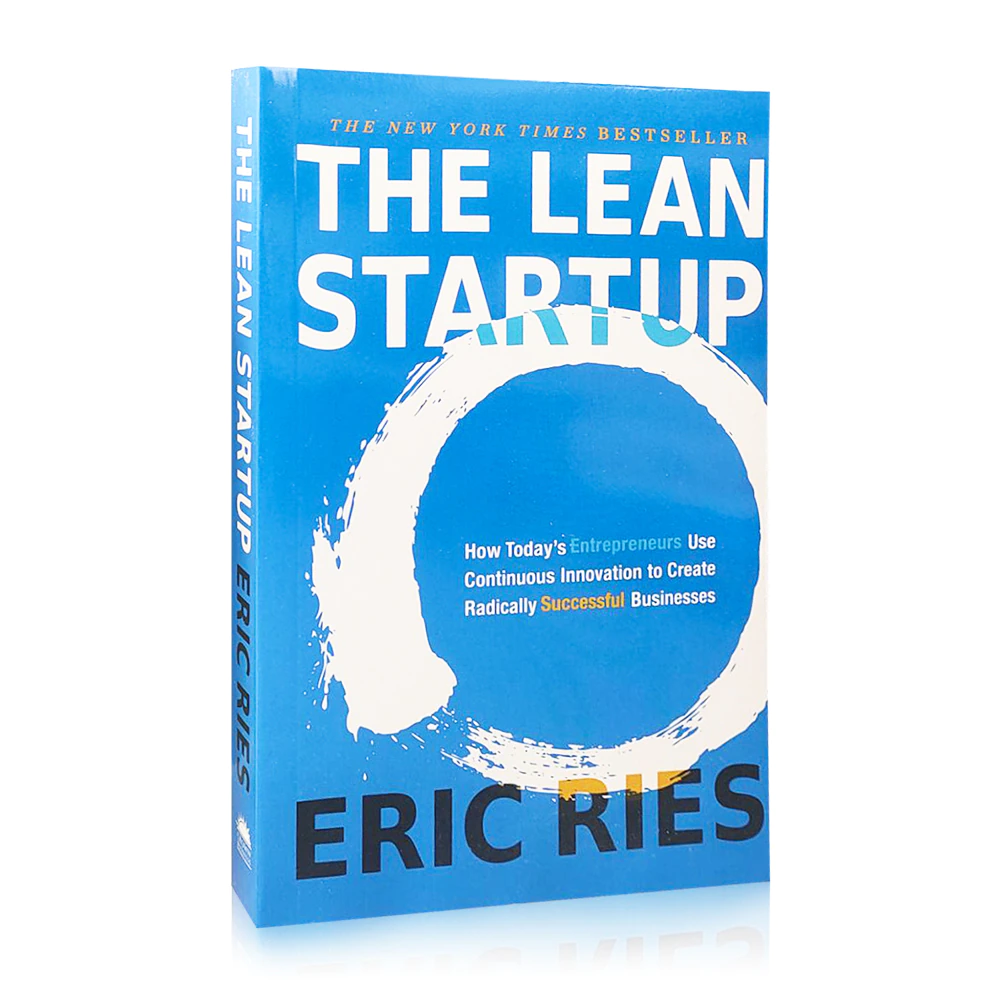 THE NEW YORK TIMES BESTSELLER
THE LEAN
STARTUP
How Today's Entrepreneurs Use
Continuous Innovation to Create
Radically Successful Businesses
ERIC RIES
THE LEAN STARTUP ERIC RIES